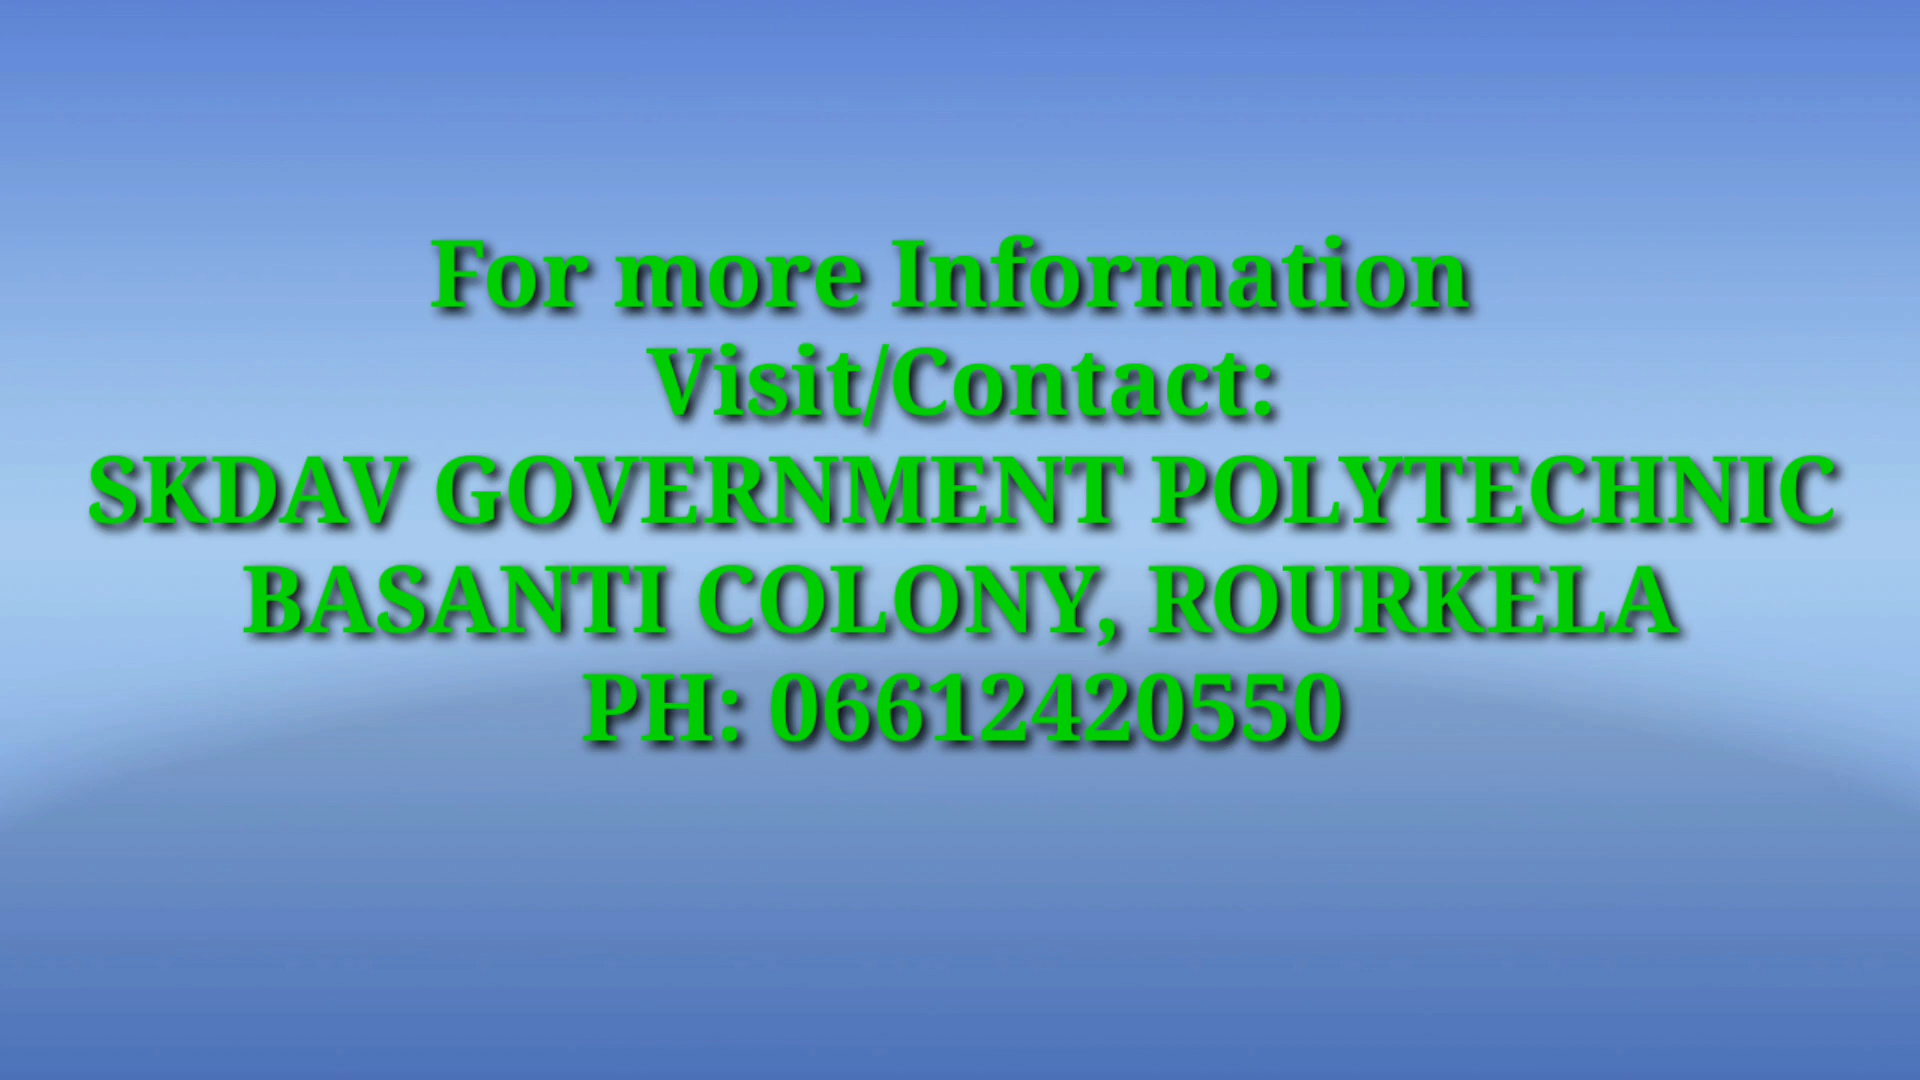 For more Information
Visit/Contact:
SKDAV GOVERNMENT POLYTECHNIC
BASANTI COLONY, ROURKELA
PH: 06612420550